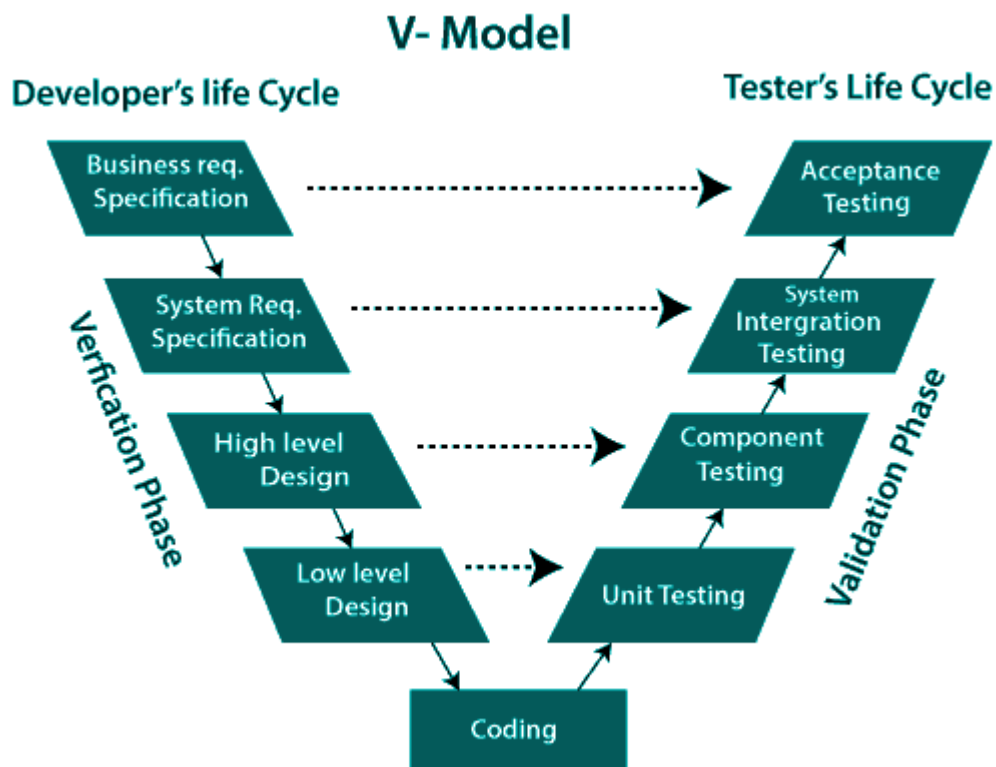 V- Model
Developer's life Cycle
Tester's Life Cycle
Business req.
Specification
Acceptance
Testing
System Req.
Specification
System
Intergration
Testing
Verfication Phase
High level
Design
Component
Testing
Validation Phase
Low level
Design
Unit Testing
Coding